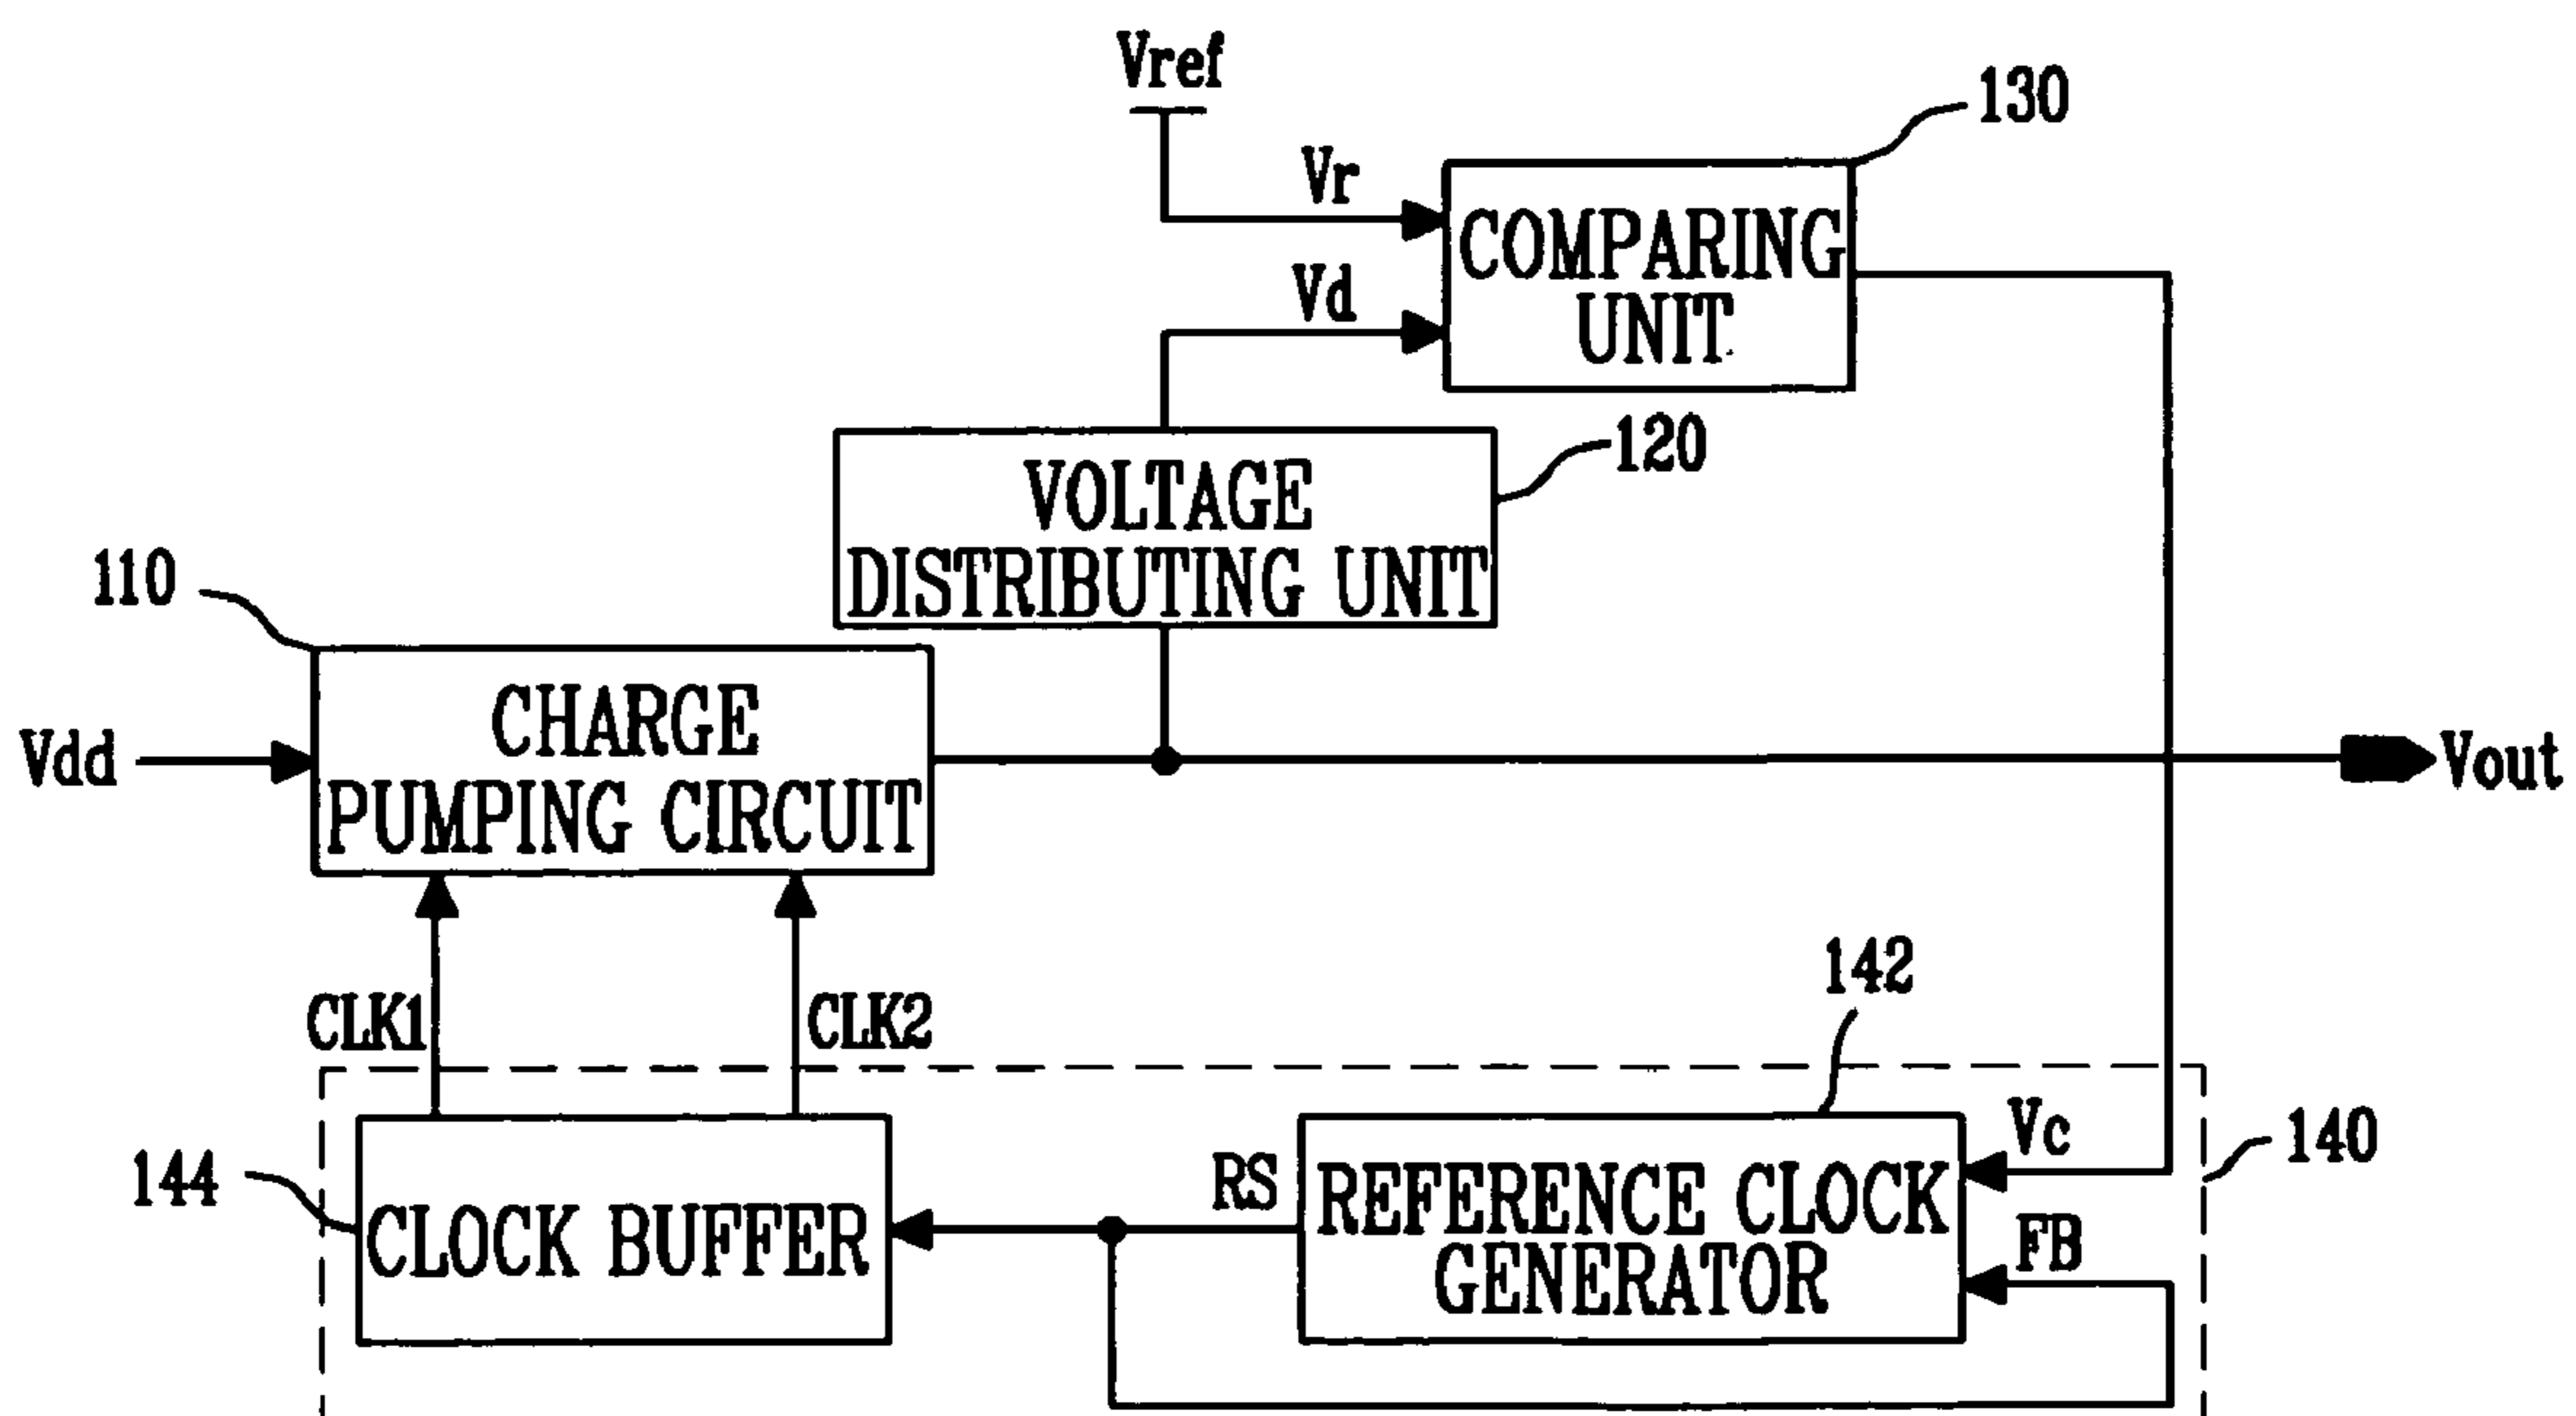 Vref
130
Vr
COMPARING
UNIT
Vd
120
VOLTAGE
DISTRIBUTING UNIT
110
CHARGE
PUMPING CIRCUIT
Vdd
Vout
142
CLK1
CLK2
Vc
140
144
RS
REFERENCE CLOCK
GENERATOR
CLOCK BUFFER
FB